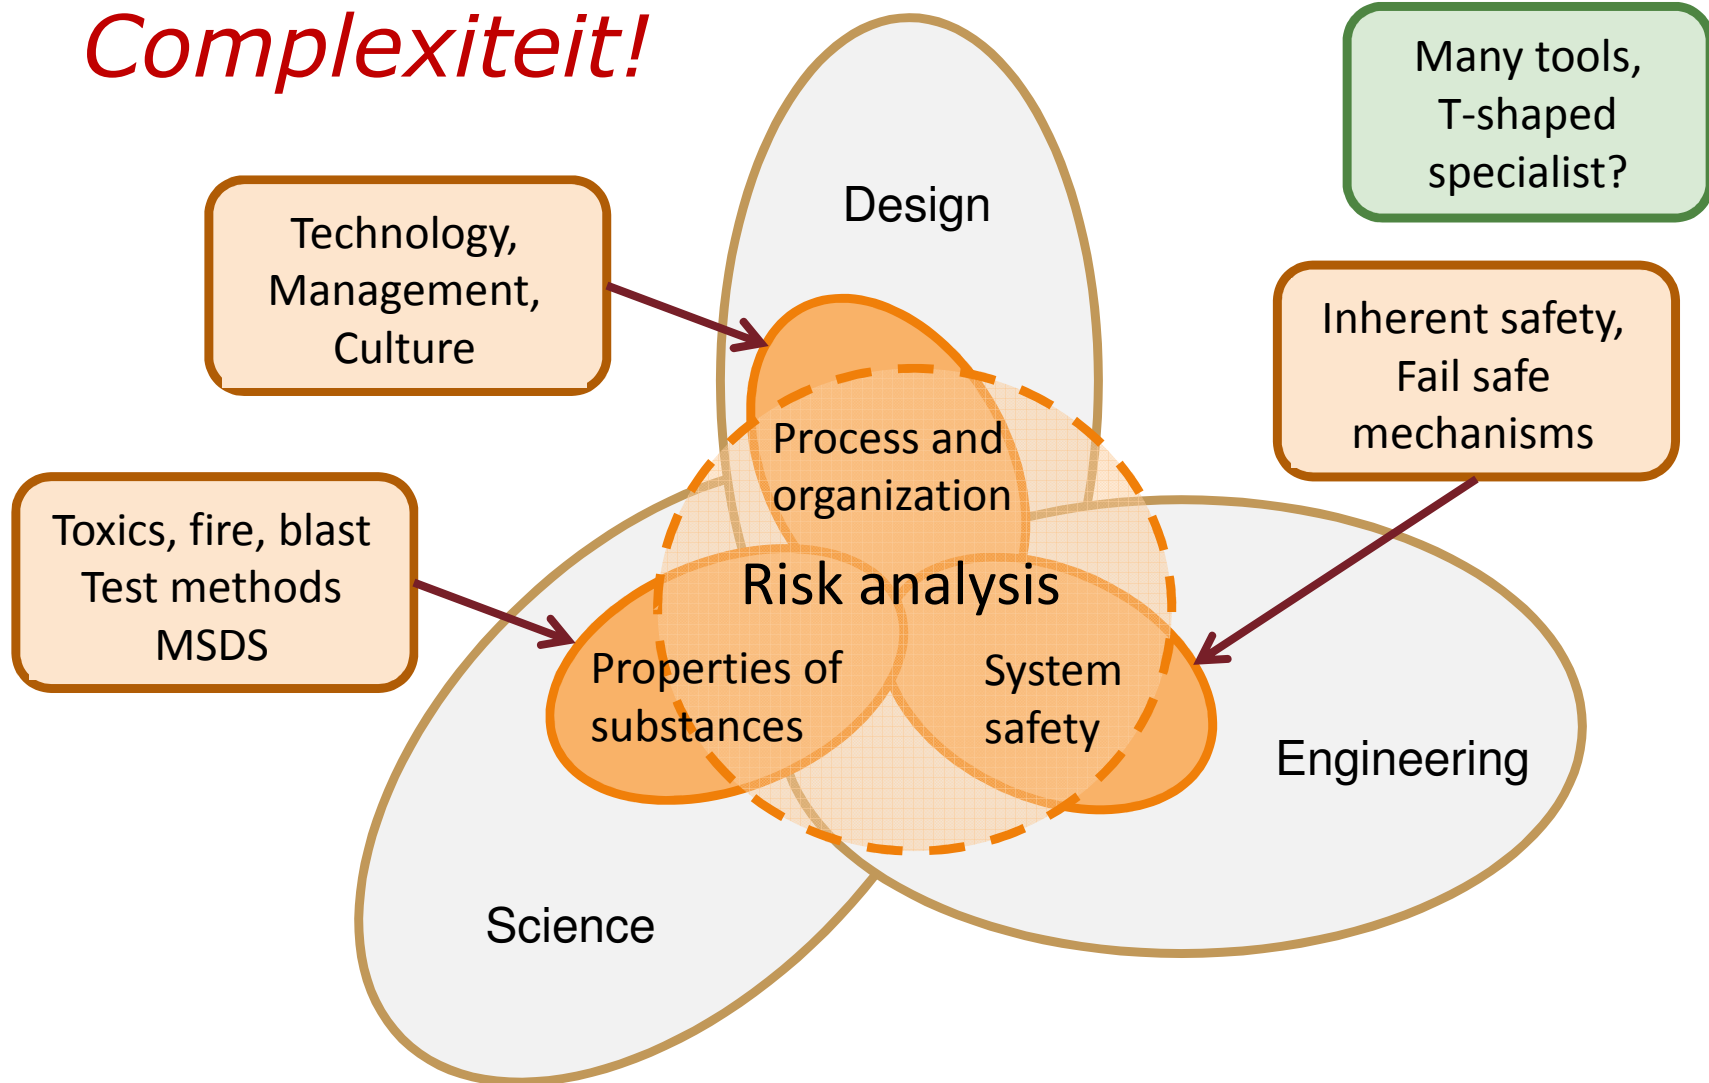 Complexiteit!
Many tools,
T-shaped
specialist?
Design
Technology,
Management,
Culture
Inherent safety,
Fail safe
mechanisms
Process and
organization
Toxics, fire, blast
Test methods
MSDS
Risk analysis
Properties of
substances
System
safety
Engineering
Science